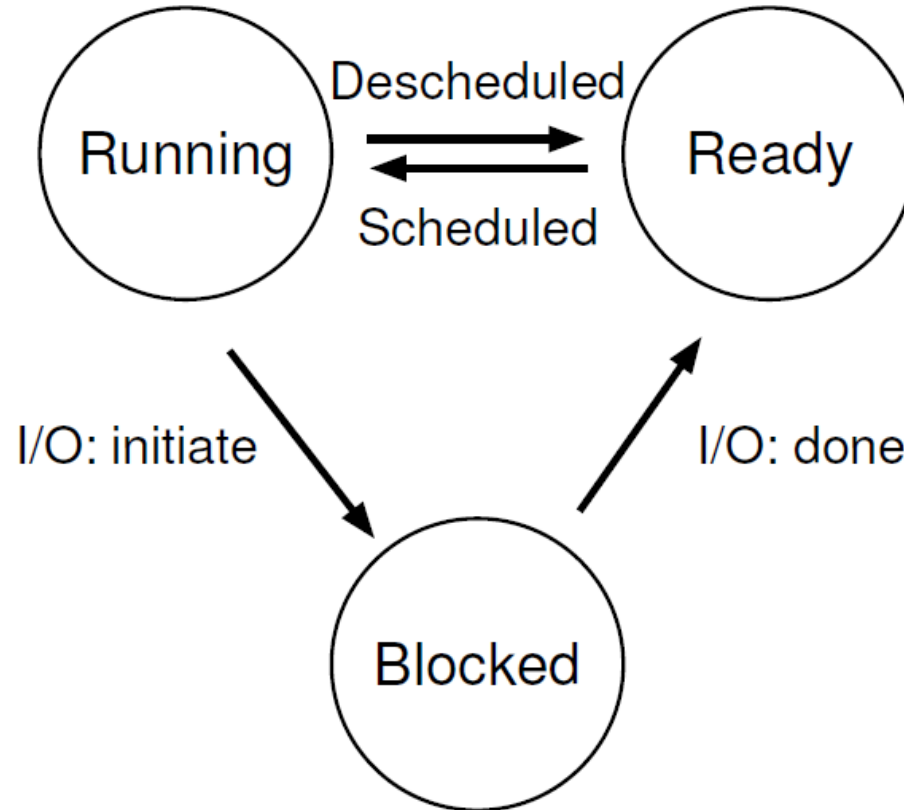 Descheduled
Running
Ready
Scheduled
I/O: initiate
I/O: done
Blocked